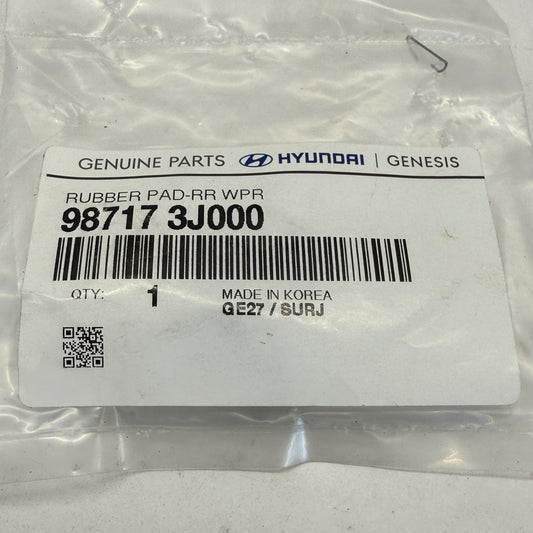 GENUINE PARTS HYUNDAI | GENESIS
RUBBER PAD-RR WPR
98717 3J000
QTY: 1 MADE IN KOREA
GE27 / SURJ